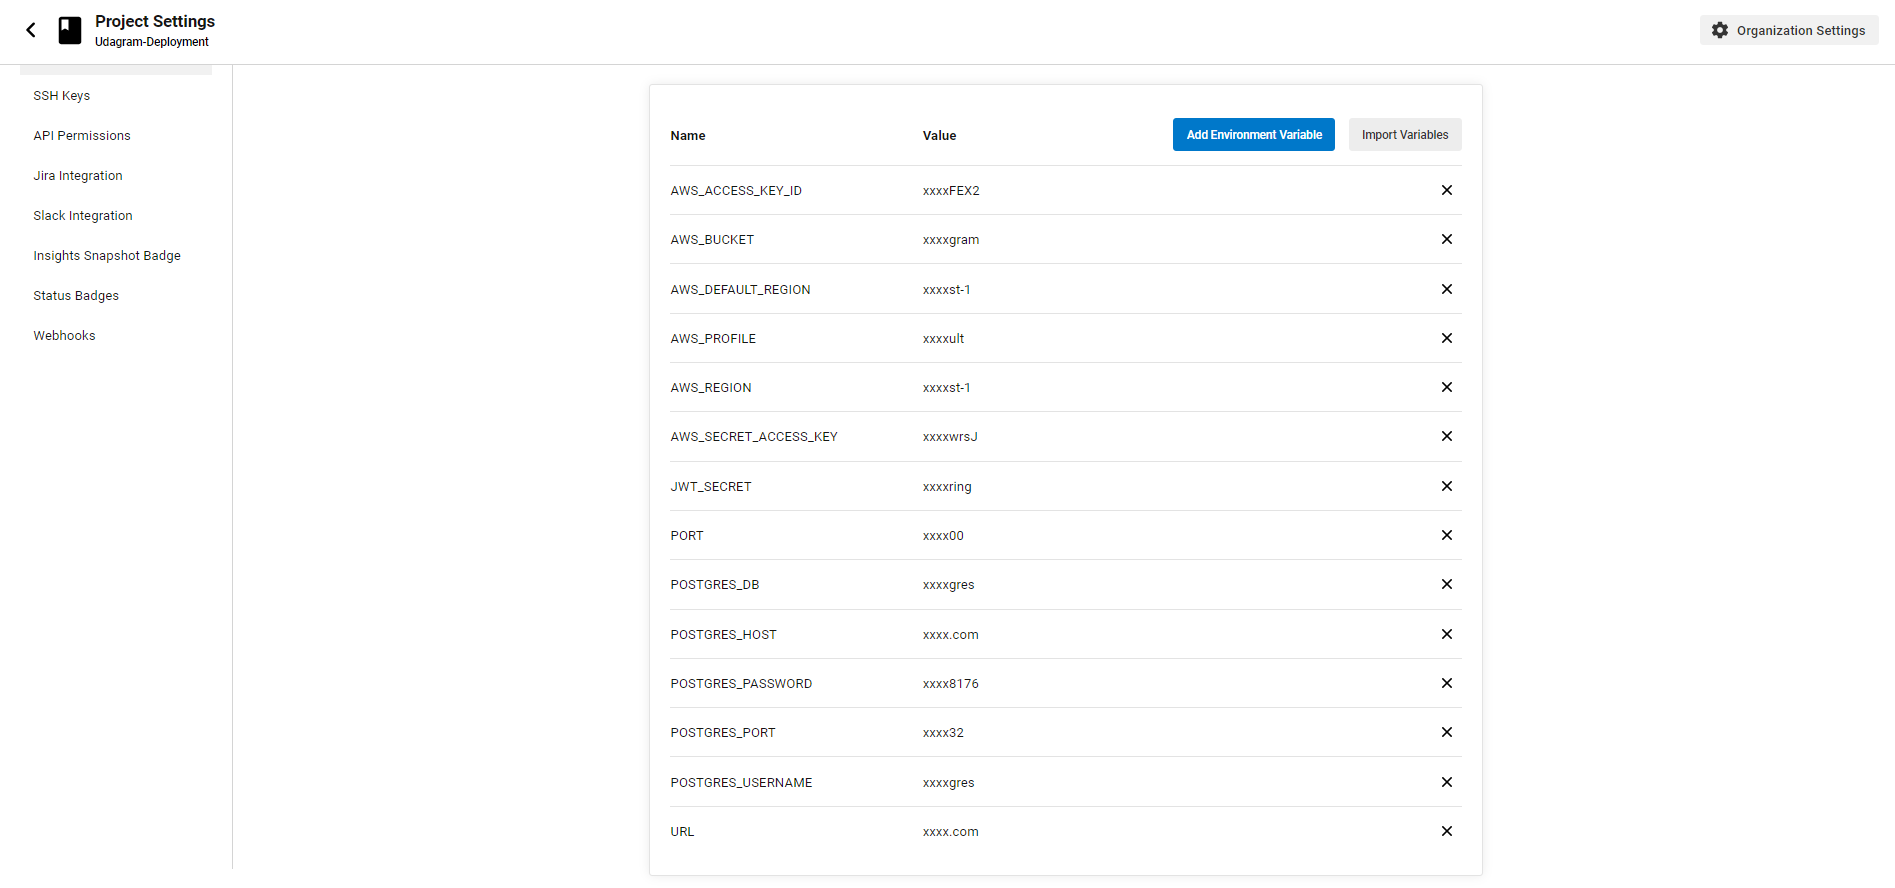 Project Settings
Udagram-Deployment
Organization Settings
SSH Keys
API Permissions
Jira Integration
Slack Integration
Insights Snapshot Badge
Status Badges
Webhooks
Name Value Add Environment Variable Import Variables
AWS_ACCESS_KEY_ID xxxxFEX2
AWS_BUCKET xxxxgram
AWS_DEFAULT_REGION xxxxst-1
AWS_PROFILE xxxxult
AWS_REGION xxxxst-1
AWS_SECRET_ACCESS_KEY xxxxwrsJ
JWT_SECRET xxxxring
PORT xxxx00
POSTGRES_DB xxxxgres
POSTGRES_HOST xxxx.com
POSTGRES_PASSWORD xxxx8176
POSTGRES_PORT xxxx32
POSTGRES_USERNAME xxxxgres
URL xxxx.com